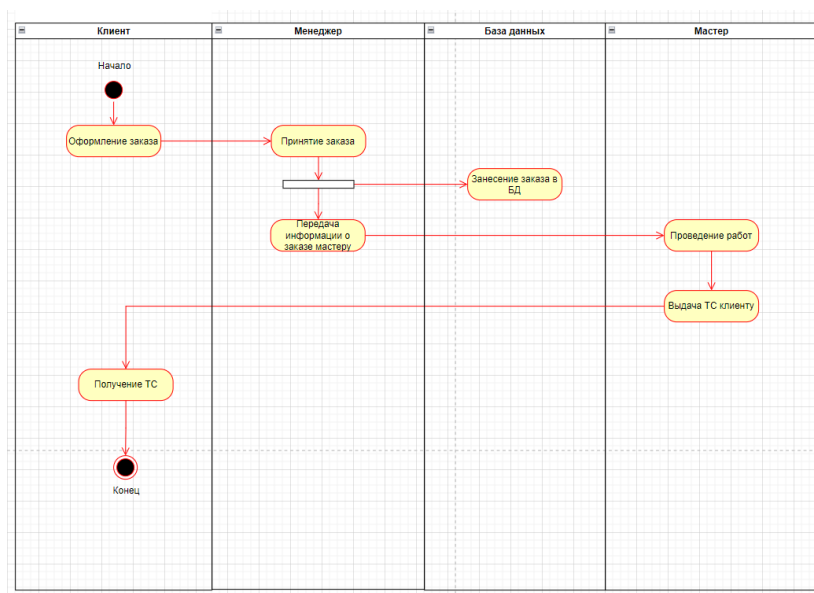 Клиент
Менеджер
База данных
Мастер
Начало
Оформление заказа
Принятие заказа
Занесение заказа в
БД
Передача
информации о
заказе мастеру
Проведение работ
Выдача ТС клиенту
Получение ТС
Конец